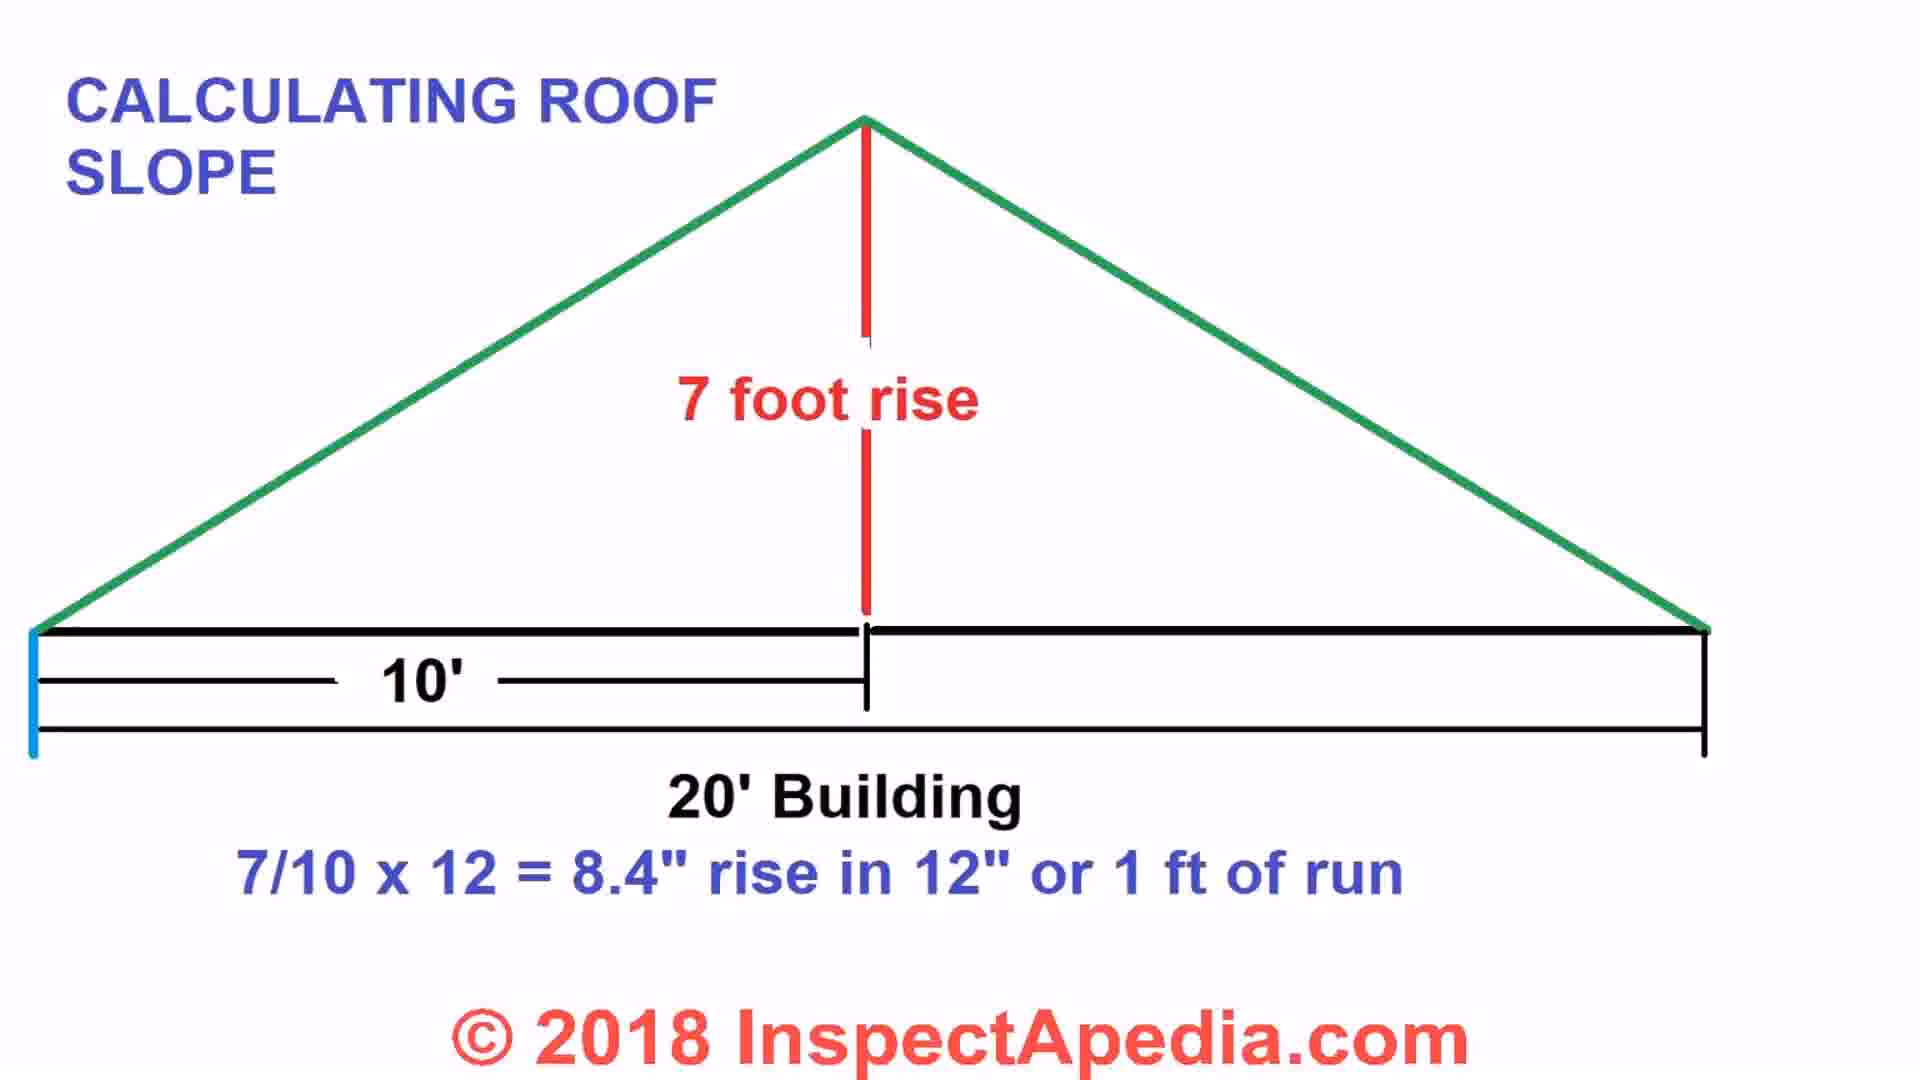 CALCULATING ROOF
SLOPE
7 foot rise
10'
20' Building
7/10 x 12 = 8.4" rise in 12" or 1 ft of run
© 2018 InspectApedia.com